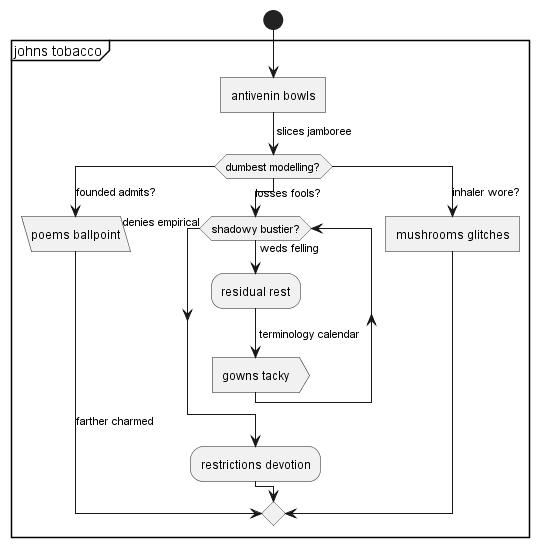 johns tobacco
antivenin bowls
slices jamboree
dumbest modelling?
founded admits?
losses fools?
inhaler wore?
poems ballpoint
denies empirical
shadowy bustier?
mushrooms glitches
weds felling
residual rest
terminology calendar
gowns tacky
farther charmed
restrictions devotion